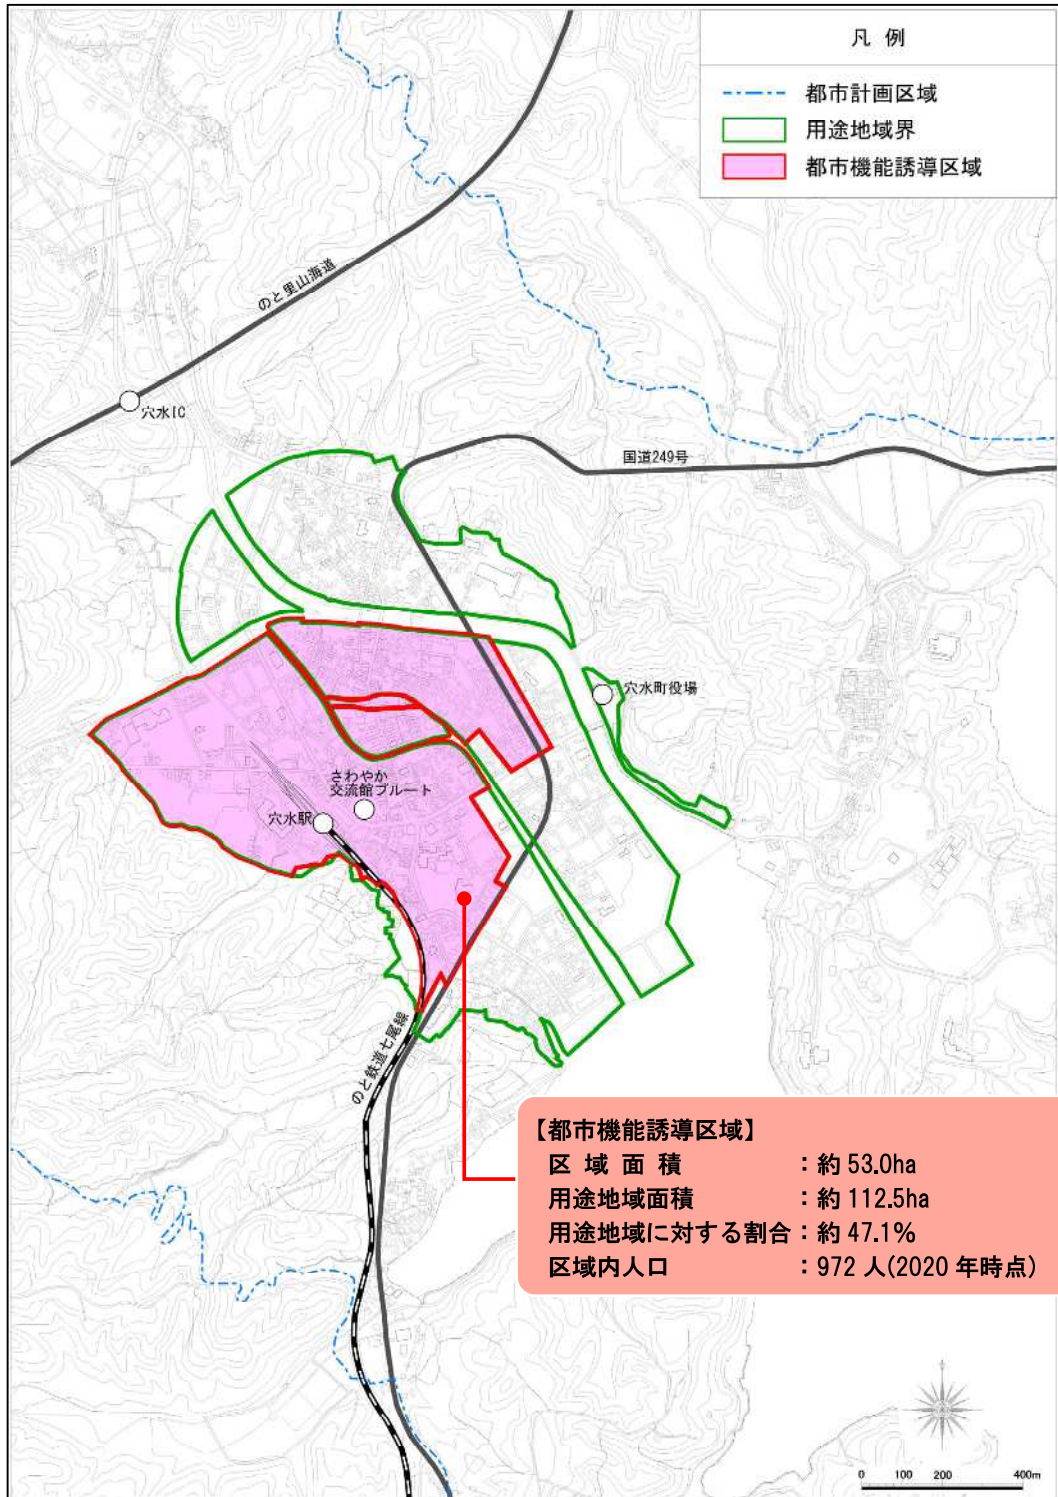 凡 例
都市計画区域
用途地域界
都市機能誘導区域
のと里山海道
穴水IC
国道249号
穴水町役場
さわやか
交流館プルート
穴水駅
のと鉄道七尾線
【都市機能誘導区域】
区 域 面 積 ：約 53.0ha
用途地域面積 ：約 112.5ha
用途地域に対する割合：約 47.1%
区域内人口 ：972 人(2020 年時点)
0 100 200 400m